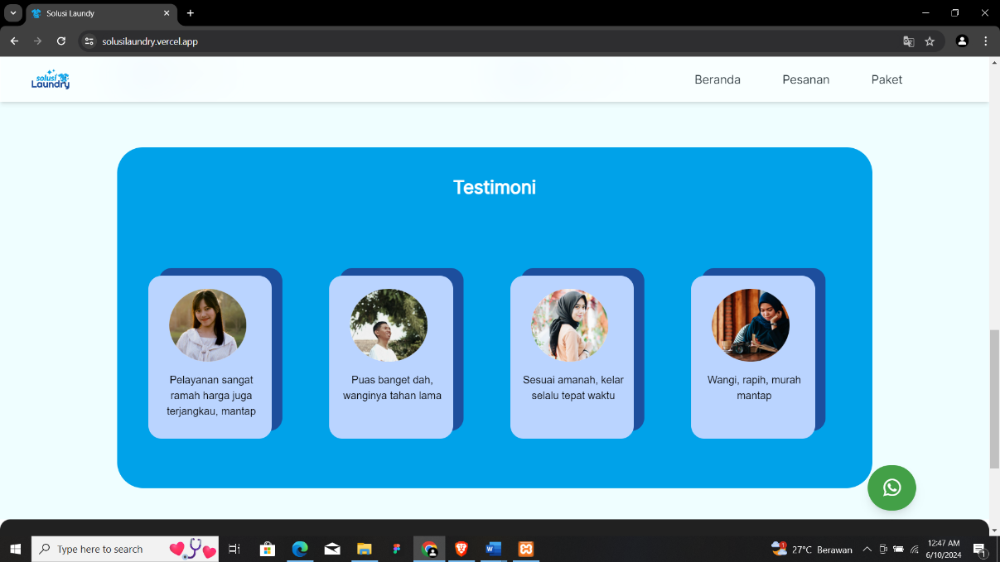 Solusi Laundy
solusilaundry.vercel.app
solusi
Laundry
Beranda
Pesanan
Paket
Testimoni
Pelayanan sangat
ramah harga juga
terjangkau, mantap
Puas banget dah,
wanginya tahan lama
Sesuai amanah, kelar
selalu tepat waktu
Wangi, rapih, murah
mantap
Type here to search
27°C Berawan
12:47 AM
6/10/2024